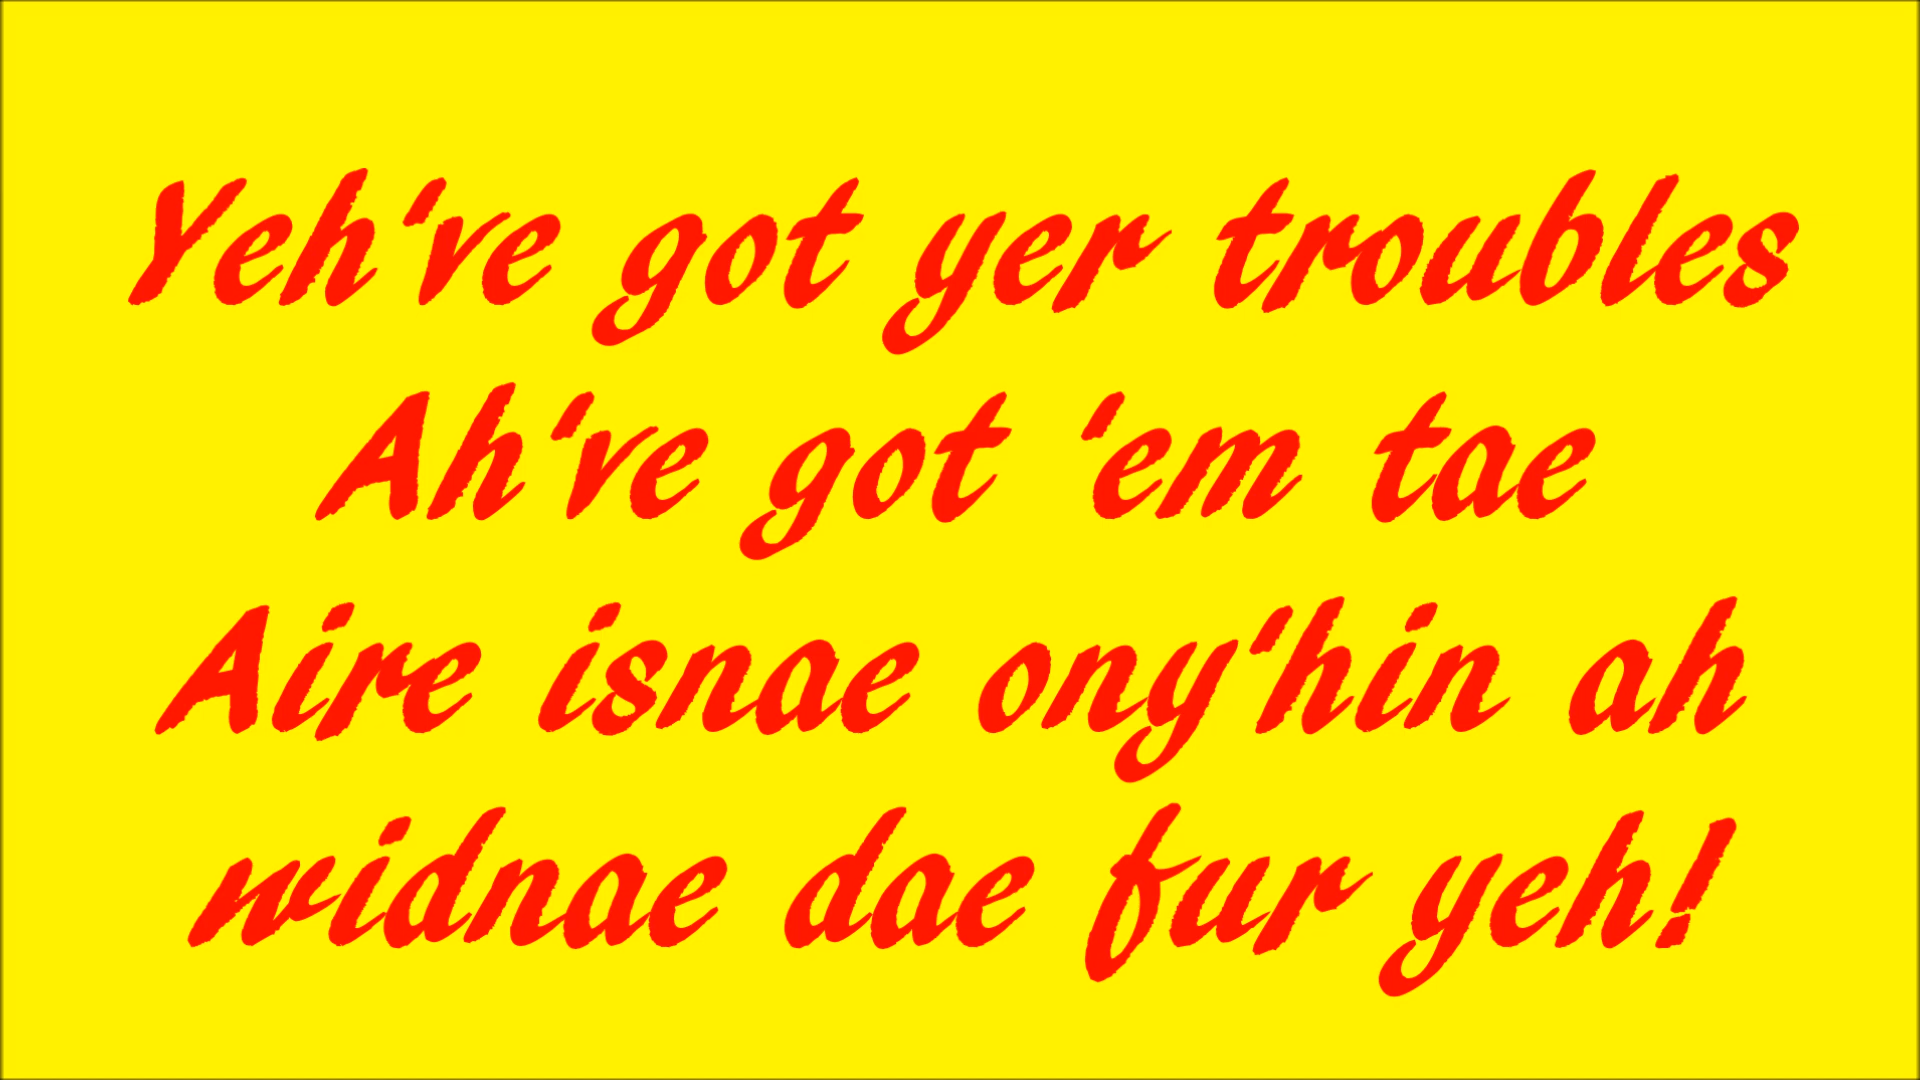 Yeh've got yer troubles
Ah've got 'em tae
Aire isnae ony'hin ah
widnae dae fur yeh!